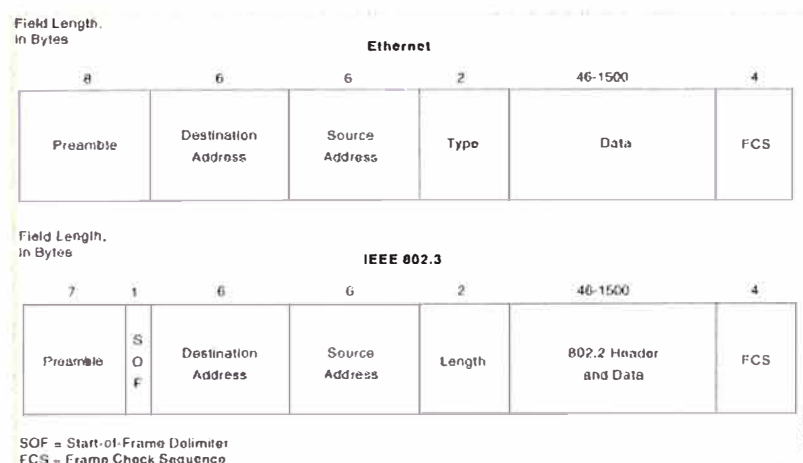 Field Length,
in Bytes
Ethernet
8 6 6 2 46-1500 4
Preamble Destination Address Source Address Type Data FCS
Field Length,
in Bytes
IEEE 802.3
7 1 6 6 2 46-1500 4
Preamble SOF Destination Address Source Address Length 802.2 Header and Data FCS
SOF = Start-of-Frame Delimiter
FCS = Frame Check Sequence